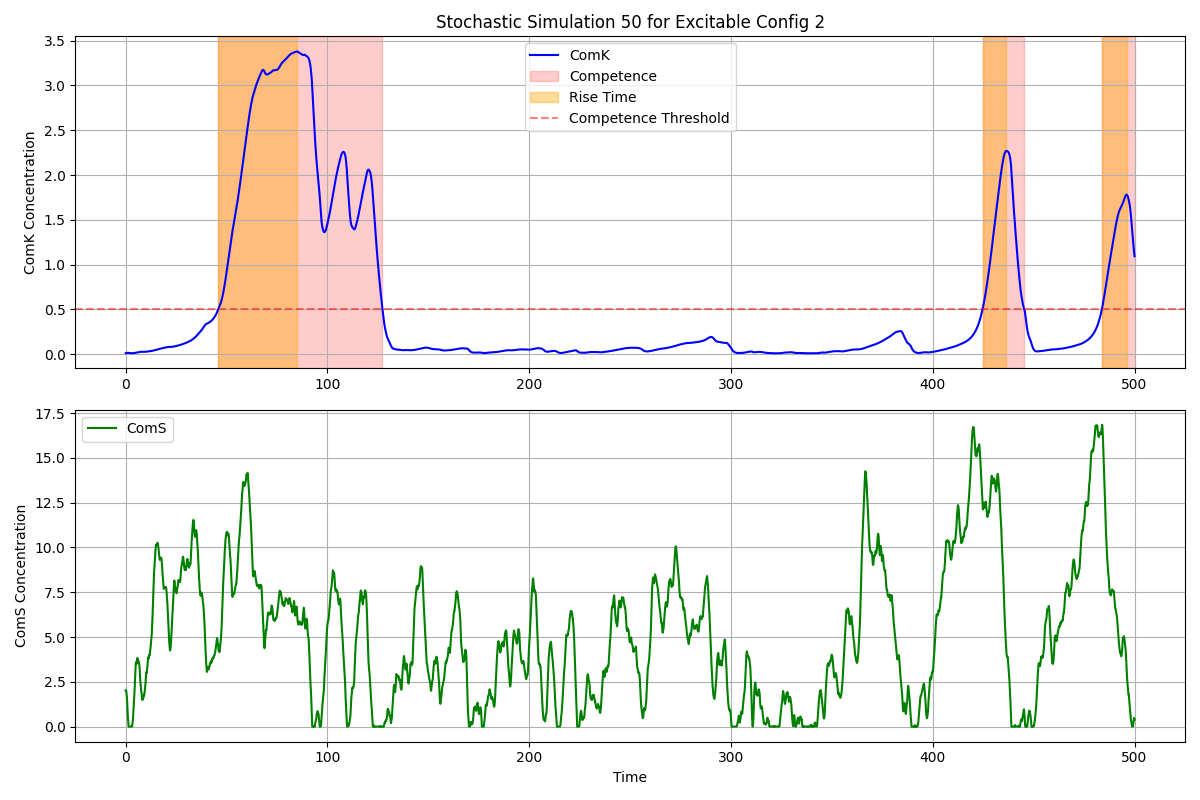 Stochastic Simulation 50 for Excitable Config 2
ComK Concentration
3.5
3.0
2.5
2.0
1.5
1.0
0.5
0.0
ComK
Competence
Rise Time
Competence Threshold
0 100 200 300 400 500
ComS Concentration
17.5
15.0
12.5
10.0
7.5
5.0
2.5
0.0
ComS
0 100 200 300 400 500
Time